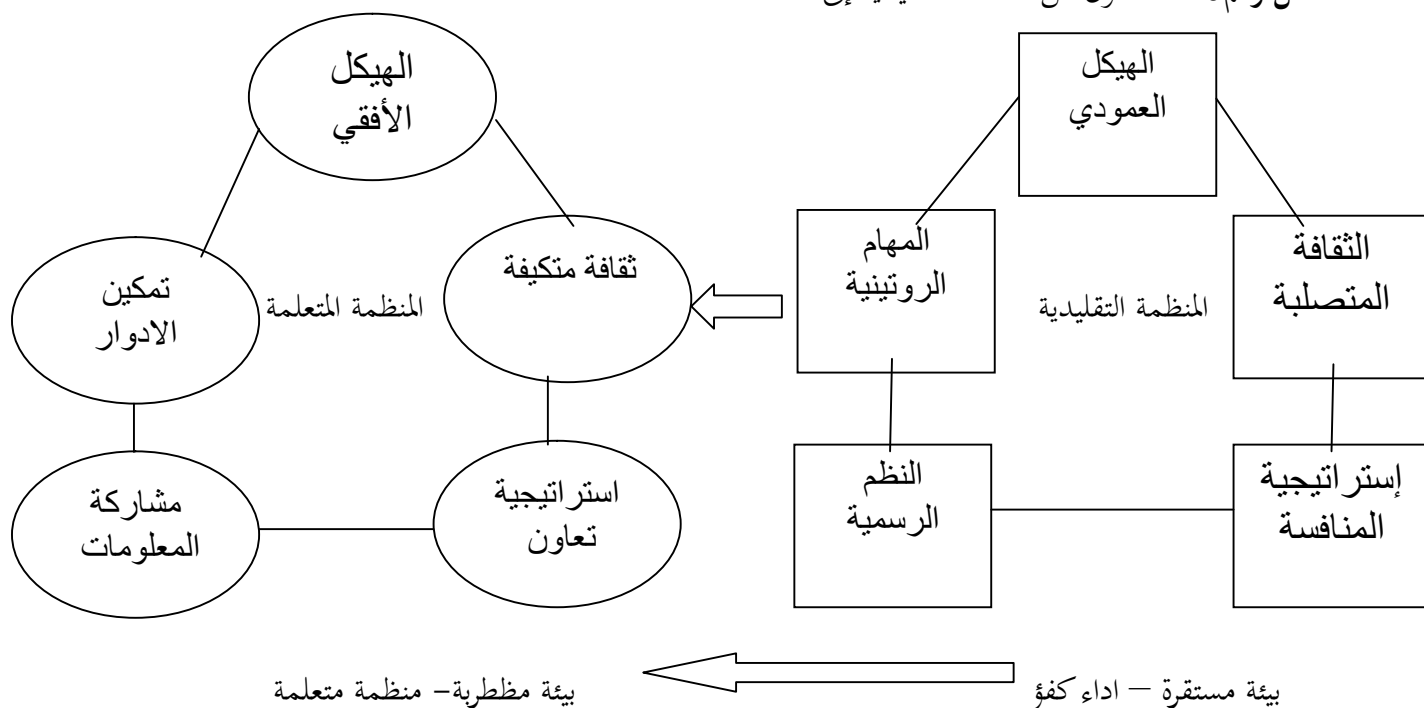 الهيكل
العمودي
الثقافة
المتصلبة
المنظمة التقليدية
المهام
الروتينية
إستراتيجية
المنافسة
النظم
الرسمية
الهيكل
الأفقي
ثقافة متكيفة
المنظمة المتعلمة
تمكين
الادوار
استراتيجية
تعاون
مشاركة
المعلومات
بيئة مستقرة – اداء كفؤ
بيئة مظطربة– منظمة متعلمة